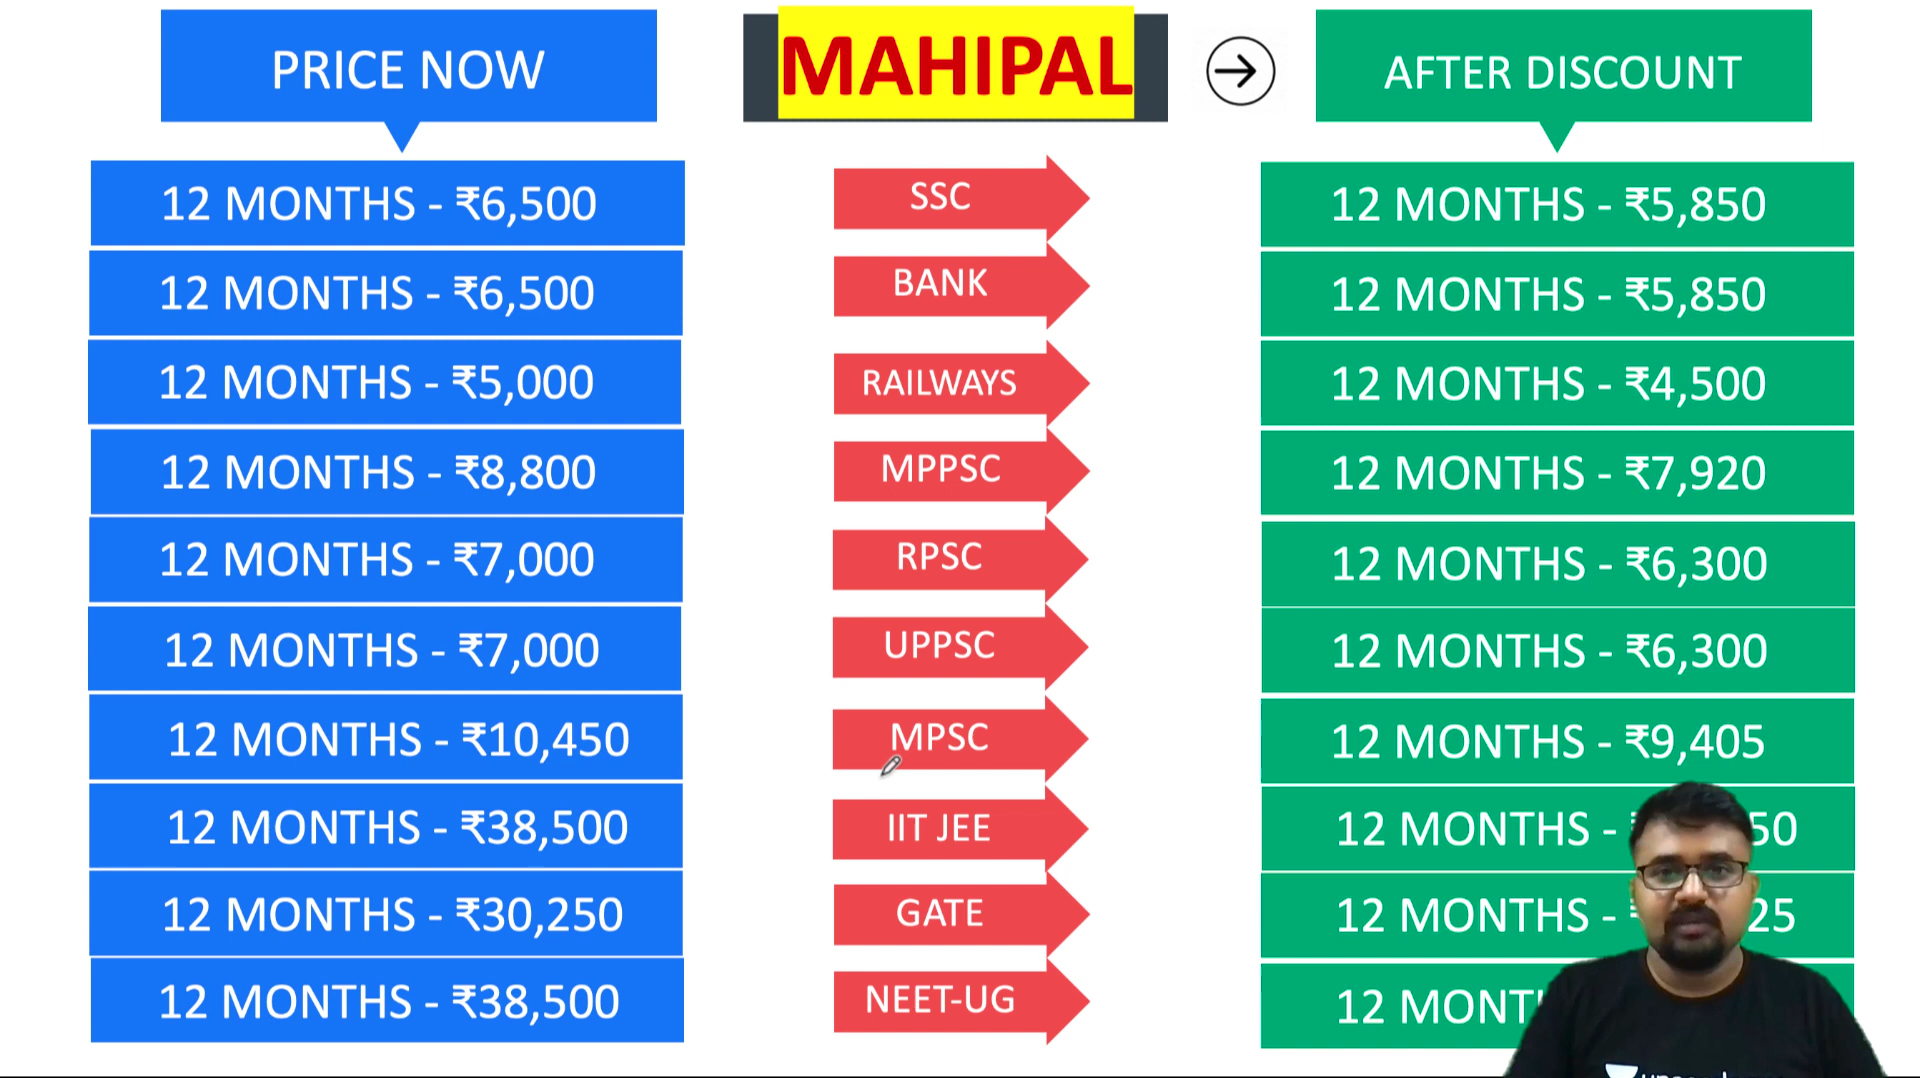 PRICE NOW MAHIPAL AFTER DISCOUNT
12 MONTHS - ₹6,500 SSC 12 MONTHS - ₹5,850
12 MONTHS - ₹6,500 BANK 12 MONTHS - ₹5,850
12 MONTHS - ₹5,000 RAILWAYS 12 MONTHS - ₹4,500
12 MONTHS - ₹8,800 MPPSC 12 MONTHS - ₹7,920
12 MONTHS - ₹7,000 RPSC 12 MONTHS - ₹6,300
12 MONTHS - ₹7,000 UPPSC 12 MONTHS - ₹6,300
12 MONTHS - ₹10,450 MPSC 12 MONTHS - ₹9,405
12 MONTHS - ₹38,500 IIT JEE 12 MONTHS -
12 MONTHS - ₹30,250 GATE 12 MONTHS -
12 MONTHS - ₹38,500 NEET-UG 12